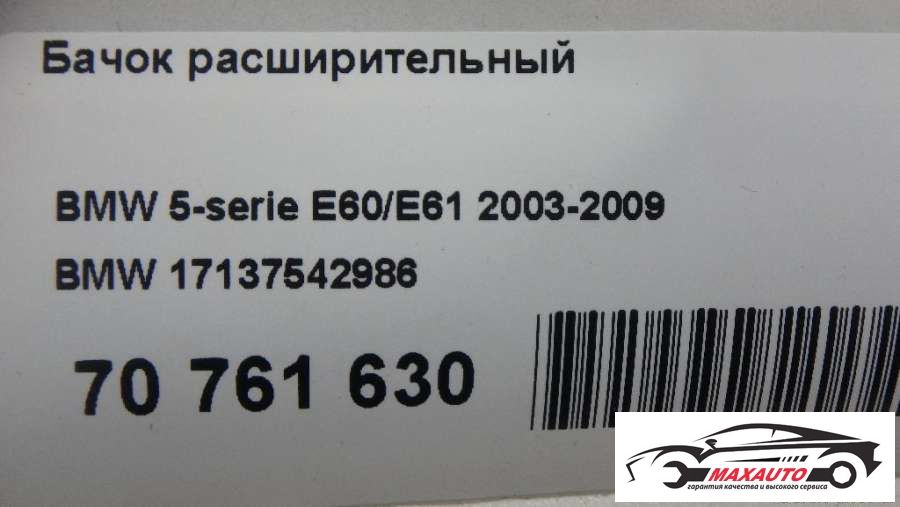 Бачок расширительный
BMW 5-serie E60/E61 2003-2009
BMW 17137542986
70 761 630
MAXAUTO
гарантия качества и высокого сервиса